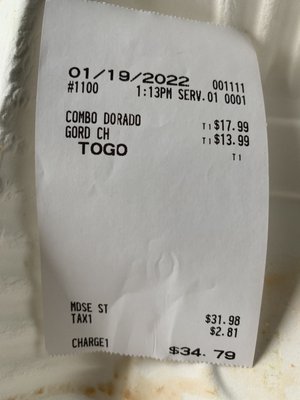 01/19/2022 001111
#1100 1:13PM SERV.01 0001
COMBO DORADO T1 $17.99
GORD CH T1 $13.99
TOGO T1
MDSE ST $31.98
TAX1 $2.81
CHARGE1 $34.79